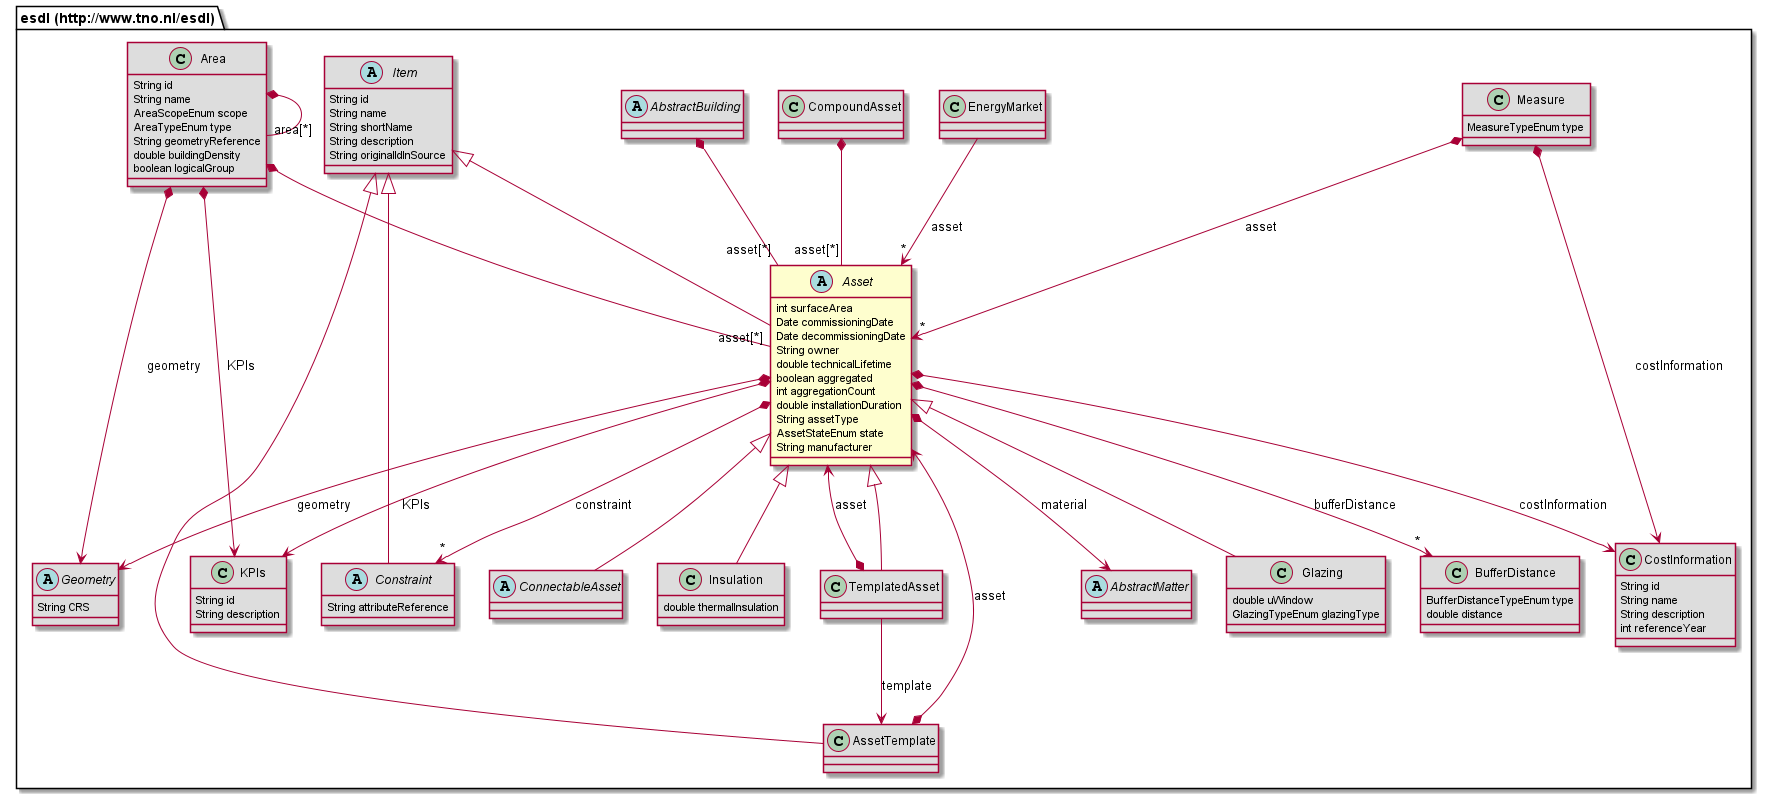 esdl (http://www.tno.nl/esdl)
C Area
String id
String name
AreaScopeEnum scope
AreaTypeEnum type
String geometryReference
double buildingDensity
boolean logicalGroup
area[*]
A Item
String id
String name
String shortName
String description
String originalIdInSource
A AbstractBuilding
C CompoundAsset
C EnergyMarket
C Measure
MeasureTypeEnum type
asset[*]
asset[*]
*
asset
asset
*
asset[*]
A Asset
int surfaceArea
Date commissioningDate
Date decommissioningDate
String owner
double technicalLifetime
boolean aggregated
int aggregationCount
double installationDuration
String assetType
AssetStateEnum state
String manufacturer
geometry
KPIs
costInformation
geometry
KPIs
constraint
*
asset
material
bufferDistance
*
costInformation
A Geometry
String CRS
C KPIs
String id
String description
A Constraint
String attributeReference
A ConnectableAsset
C Insulation
double thermalInsulation
C TemplatedAsset
asset
A AbstractMatter
C Glazing
double uWindow
GlazingTypeEnum glazingType
C BufferDistance
BufferDistanceTypeEnum type
double distance
C CostInformation
String id
String name
String description
int referenceYear
template
C AssetTemplate